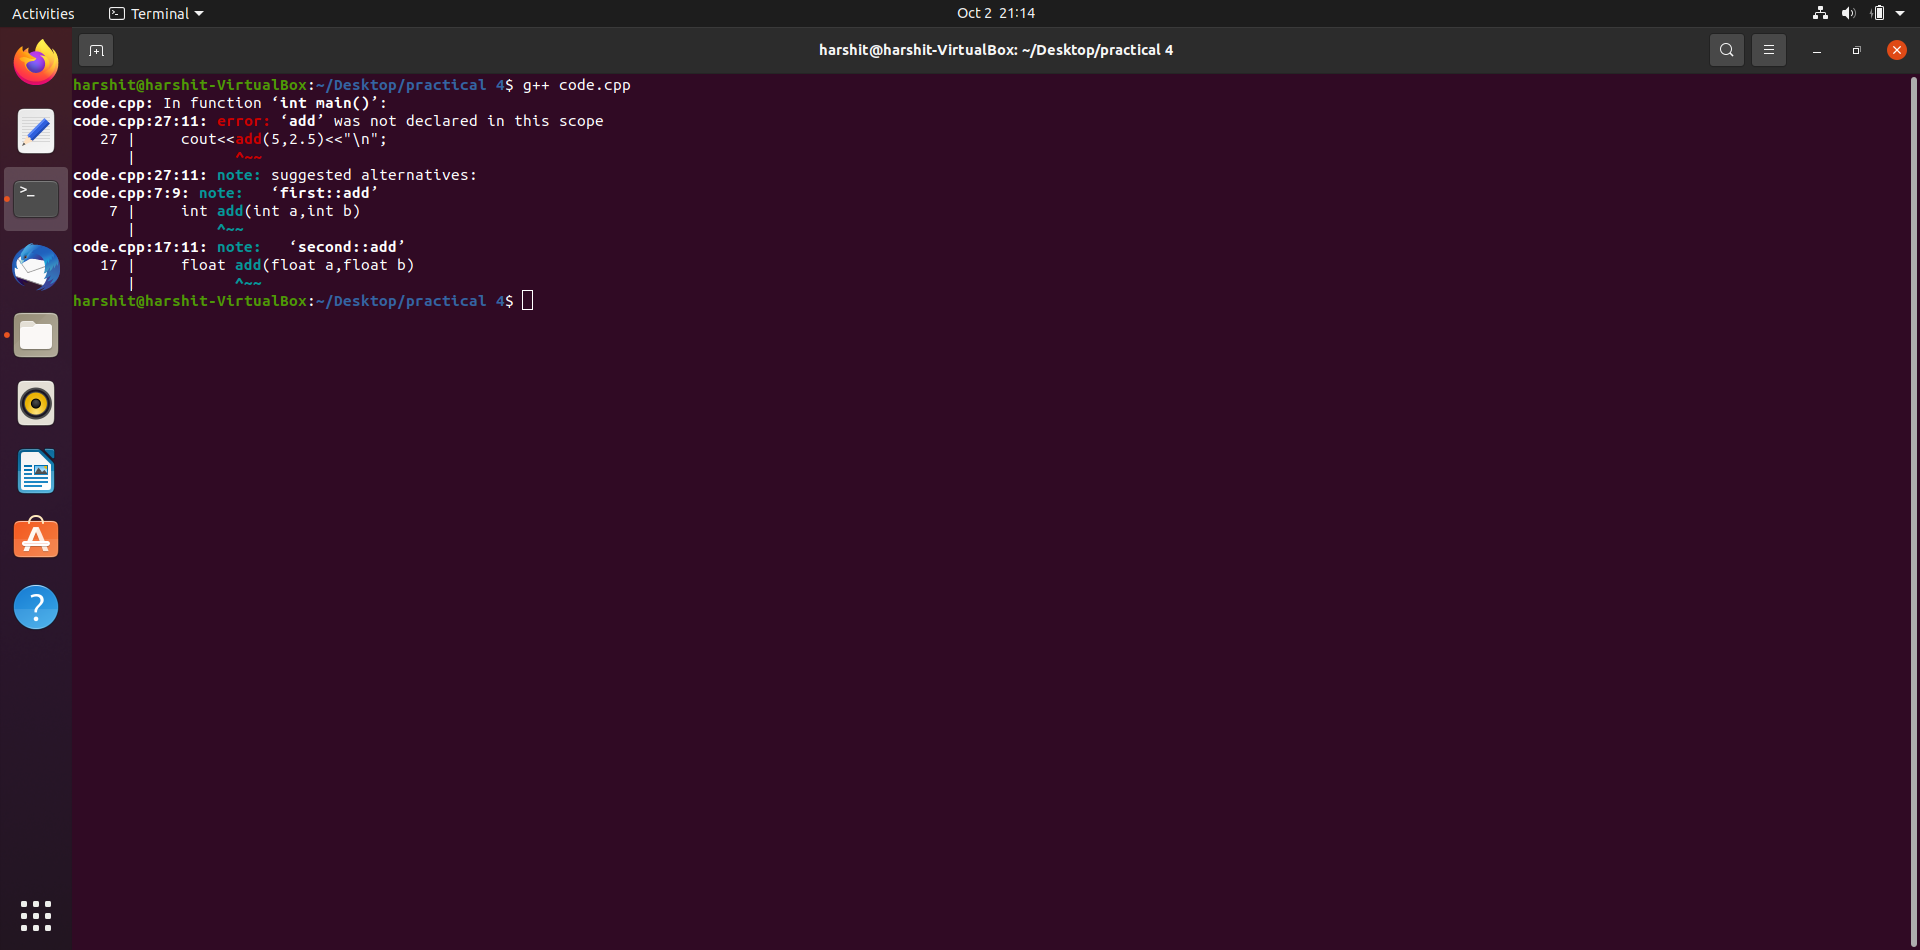 Activities Terminal Oct 2 21:14
harshit@harshit-VirtualBox: ~/Desktop/practical 4
harshit@harshit-VirtualBox:~/Desktop/practical 4$ g++ code.cpp
code.cpp: In function ‘int main()’:
code.cpp:27:11: error: ‘add’ was not declared in this scope
   27 |     cout<<add(5,2.5)<<"\n";
      |           ^~~
code.cpp:27:11: note: suggested alternatives:
code.cpp:7:9: note:   ‘first::add’
    7 |     int add(int a,int b)
      |         ^~~
code.cpp:17:11: note:   ‘second::add’
   17 |     float add(float a,float b)
      |           ^~~
harshit@harshit-VirtualBox:~/Desktop/practical 4$